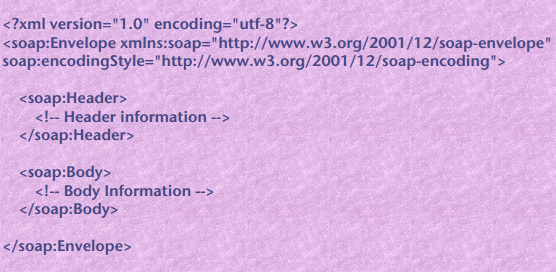 <?xml version="1.0" encoding="utf-8"?>
<soap:Envelope xmlns:soap="http://www.w3.org/2001/12/soap-envelope"
soap:encodingStyle="http://www.w3.org/2001/12/soap-encoding">
<soap:Header>
<!-- Header information -->
</soap:Header>
<soap:Body>
<!-- Body Information -->
</soap:Body>
</soap:Envelope>